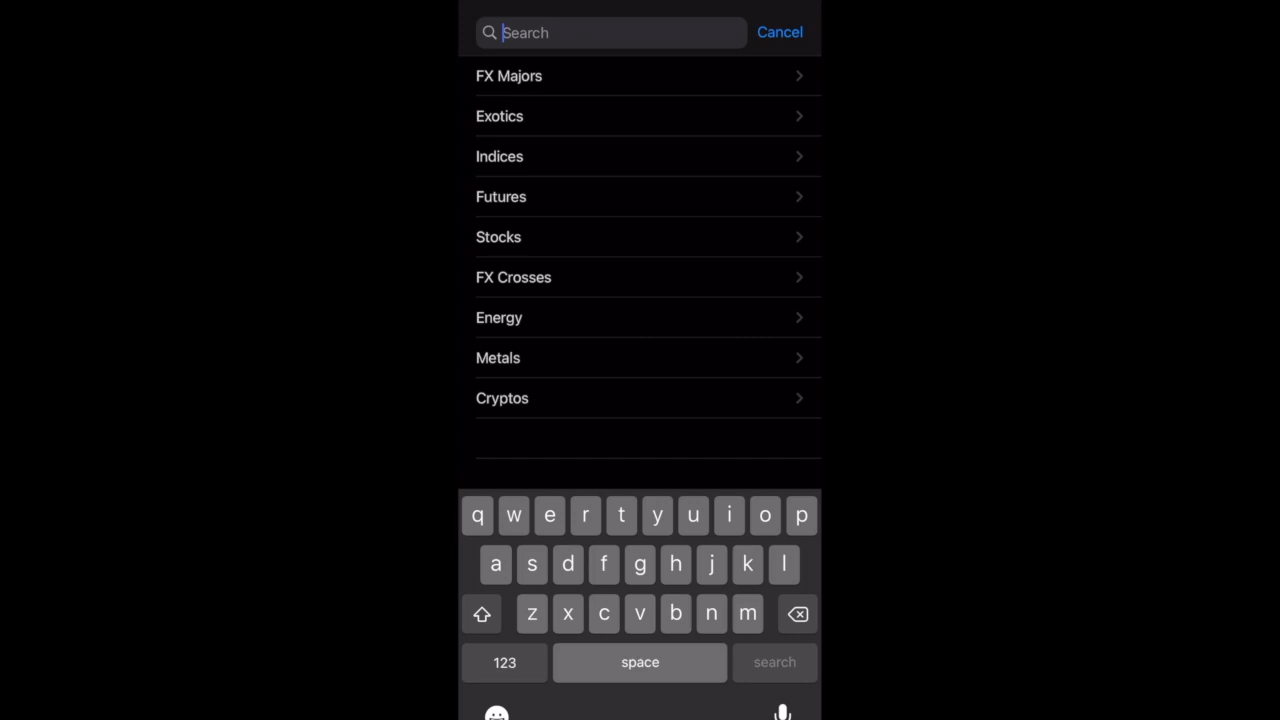 Search Cancel
FX Majors
Exotics
Indices
Futures
Stocks
FX Crosses
Energy
Metals
Cryptos
q w e r t y u i o p
a s d f g h j k l
z x c v b n m
123 space search